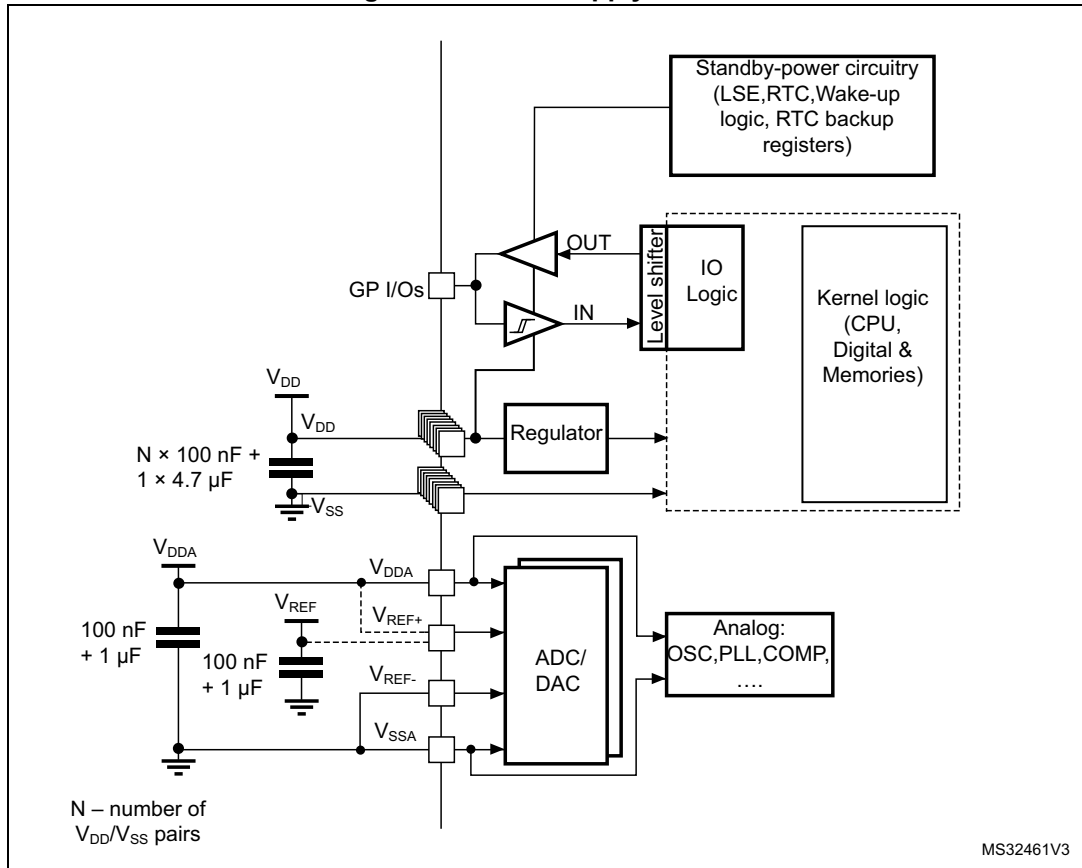 Standby-power circuitry
(LSE,RTC,Wake-up
logic, RTC backup
registers)
OUT
Level shifter
IO
Logic
GP I/Os
IN
Kernel logic
(CPU,
Digital &
Memories)
VDD
VDD
Regulator
N × 100 nF +
1 × 4.7 µF
VSS
VDDA
VDDA
VREF
VREF+
100 nF
+ 1 µF
100 nF
+ 1 µF
VREF-
ADC/
DAC
Analog:
OSC,PLL,COMP,
….
VSSA
N – number of
VDD/VSS pairs
MS32461V3